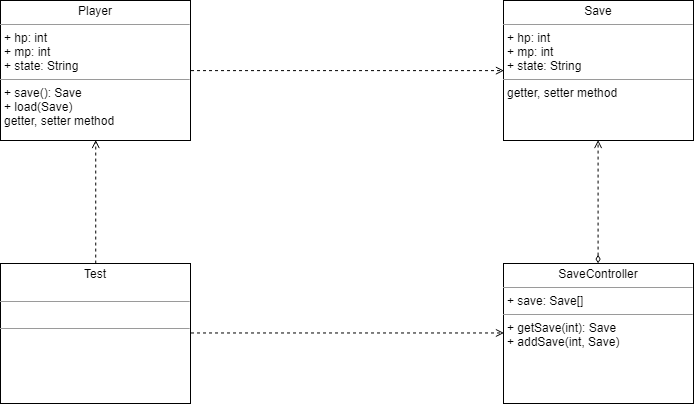 Player
+ hp: int
+ mp: int
+ state: String
+ save(): Save
+ load(Save)
getter, setter method
Save
+ hp: int
+ mp: int
+ state: String
getter, setter method
Test
SaveController
+ save: Save[]
+ getSave(int): Save
+ addSave(int, Save)